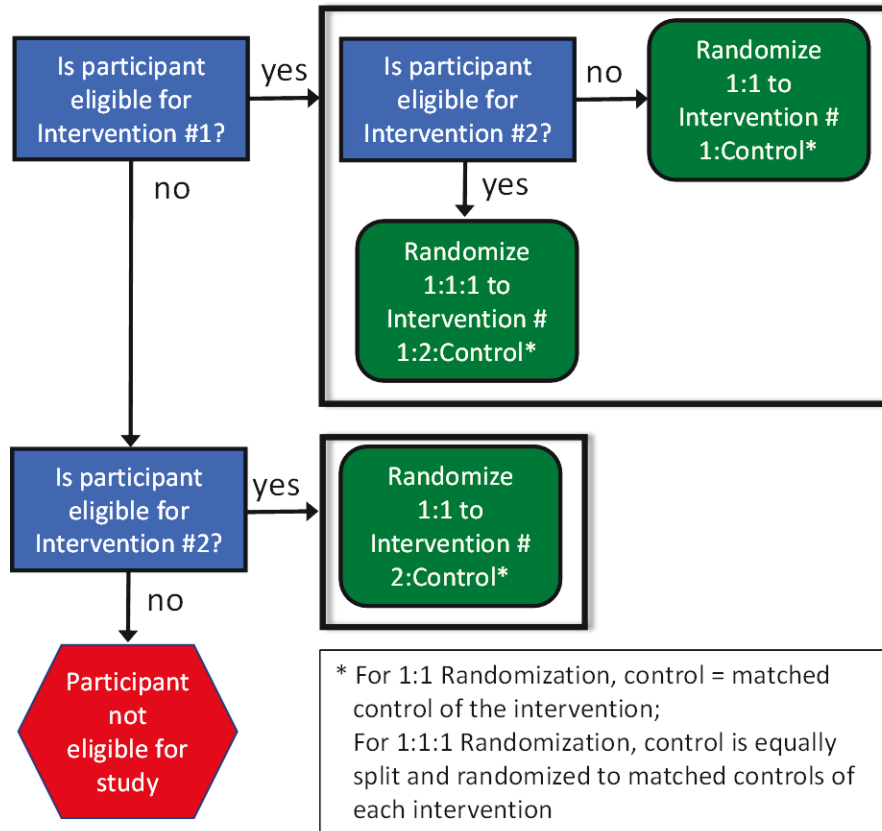 Is participant
eligible for
Intervention #1?
yes
Is participant
eligible for
Intervention #2?
no
Randomize
1:1 to
Intervention #
1:Control*
no
yes
Randomize
1:1:1 to
Intervention #
1:2:Control*
Is participant
eligible for
Intervention #2?
yes
Randomize
1:1 to
Intervention #
2:Control*
no
Participant
not
eligible for
study
* For 1:1 Randomization, control = matched
control of the intervention;
For 1:1:1 Randomization, control is equally
split and randomized to matched controls of
each intervention